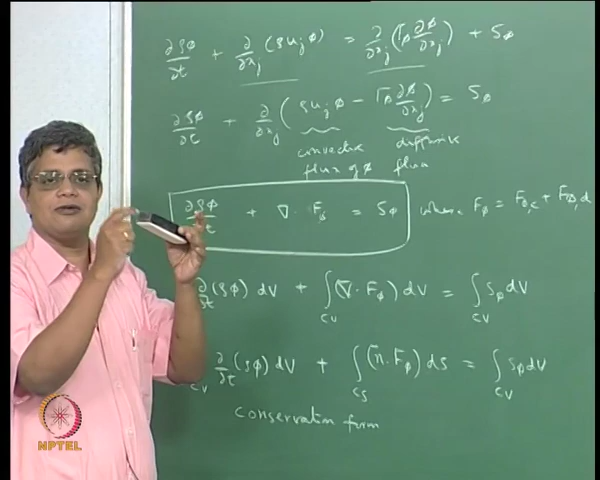 ∂ρφ/∂t + ∂/∂xⱼ (ρuⱼφ) = ∂/∂xⱼ (Γφ ∂φ/∂xⱼ) + Sφ
∂ρφ/∂t + ∂/∂xⱼ (ρuⱼφ − Γφ ∂φ/∂xⱼ) = Sφ
convective flux of φ
diffusive flux
∂ρφ/∂t + ∇ · Fφ = Sφ where Fφ = Fφ,c + Fφ,d
∂/∂t (ρφ) dV + ∫CV (∇ · Fφ) dV = ∫CV Sφ dV
CV ∂/∂t (ρφ) dV + ∫CS (n̄ · Fφ) ds = ∫CV Sφ dV
conservation form
NPTEL